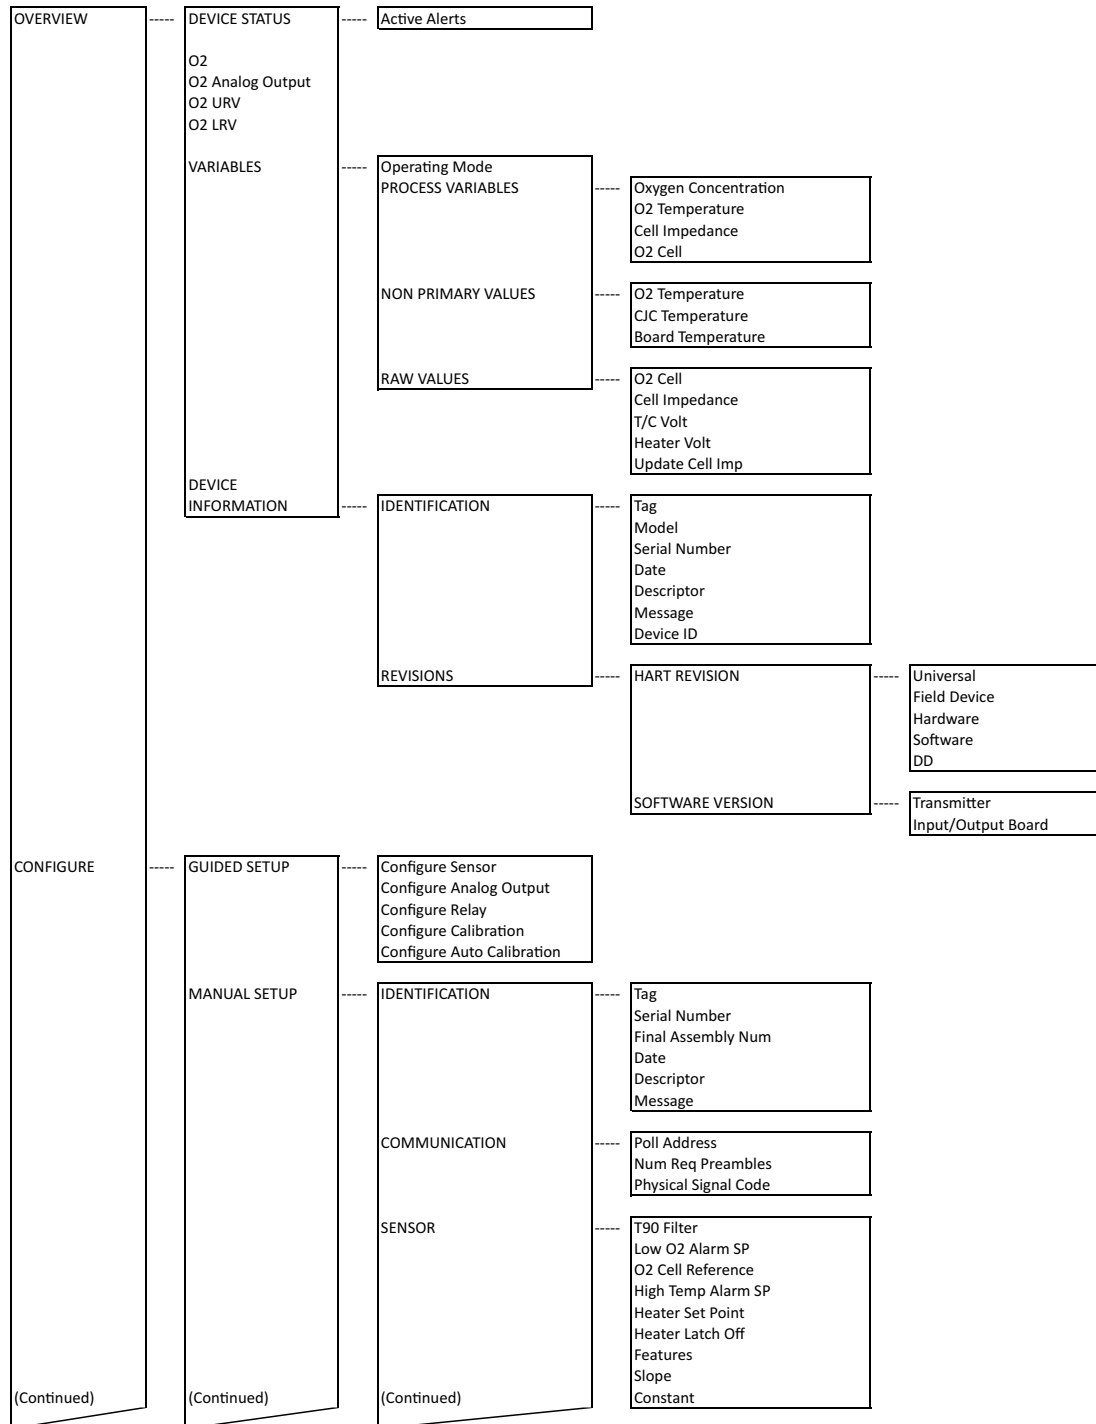 OVERVIEW ----- DEVICE STATUS ----- Active Alerts
O2
O2 Analog Output
O2 URV
O2 LRV
VARIABLES ----- Operating Mode
PROCESS VARIABLES ----- Oxygen Concentration
O2 Temperature
Cell Impedance
O2 Cell
NON PRIMARY VALUES ----- O2 Temperature
CJC Temperature
Board Temperature
RAW VALUES ----- O2 Cell
Cell Impedance
T/C Volt
Heater Volt
Update Cell Imp
DEVICE
INFORMATION ----- IDENTIFICATION ----- Tag
Model
Serial Number
Date
Descriptor
Message
Device ID
REVISIONS ----- HART REVISION ----- Universal
Field Device
Hardware
Software
DD
SOFTWARE VERSION ----- Transmitter
Input/Output Board
CONFIGURE ----- GUIDED SETUP ----- Configure Sensor
Configure Analog Output
Configure Relay
Configure Calibration
Configure Auto Calibration
MANUAL SETUP ----- IDENTIFICATION ----- Tag
Serial Number
Final Assembly Num
Date
Descriptor
Message
COMMUNICATION ----- Poll Address
Num Req Preambles
Physical Signal Code
SENSOR ----- T90 Filter
Low O2 Alarm SP
O2 Cell Reference
High Temp Alarm SP
Heater Set Point
Heater Latch Off
Features
Slope
(Continued) (Continued) (Continued) Constant